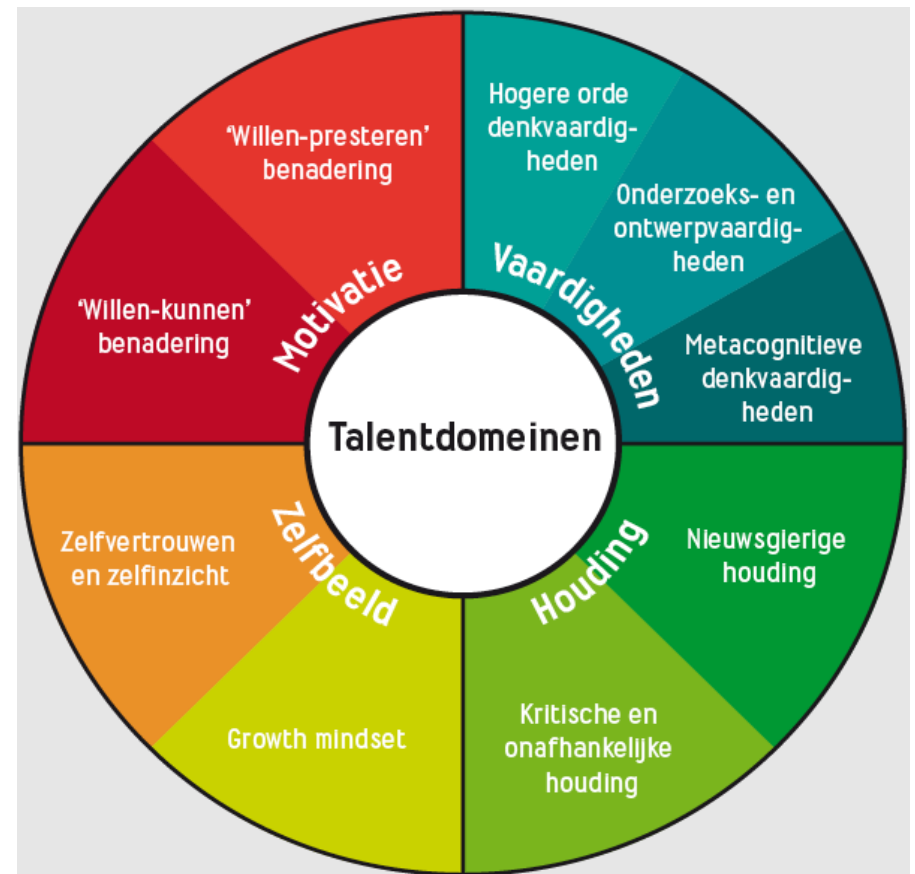 Talentdomeinen
Motivatie
'Willen-presteren'
benadering
'Willen-kunnen'
benadering
Vaardigheden
Hogere orde
denkvaardig-
heden
Onderzoeks- en
ontwerpvaardig-
heden
Metacognitieve
denkvaardig-
heden
Houding
Nieuwsgierige
houding
Kritische en
onafhankelijke
houding
Zelfbeeld
Growth mindset
Zelfvertrouwen
en zelfinzicht